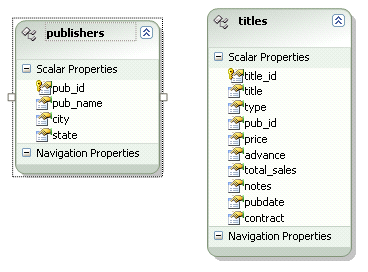 publishers
Scalar Properties
pub_id
pub_name
city
state
Navigation Properties
titles
Scalar Properties
title_id
title
type
pub_id
price
advance
total_sales
notes
pubdate
contract
Navigation Properties